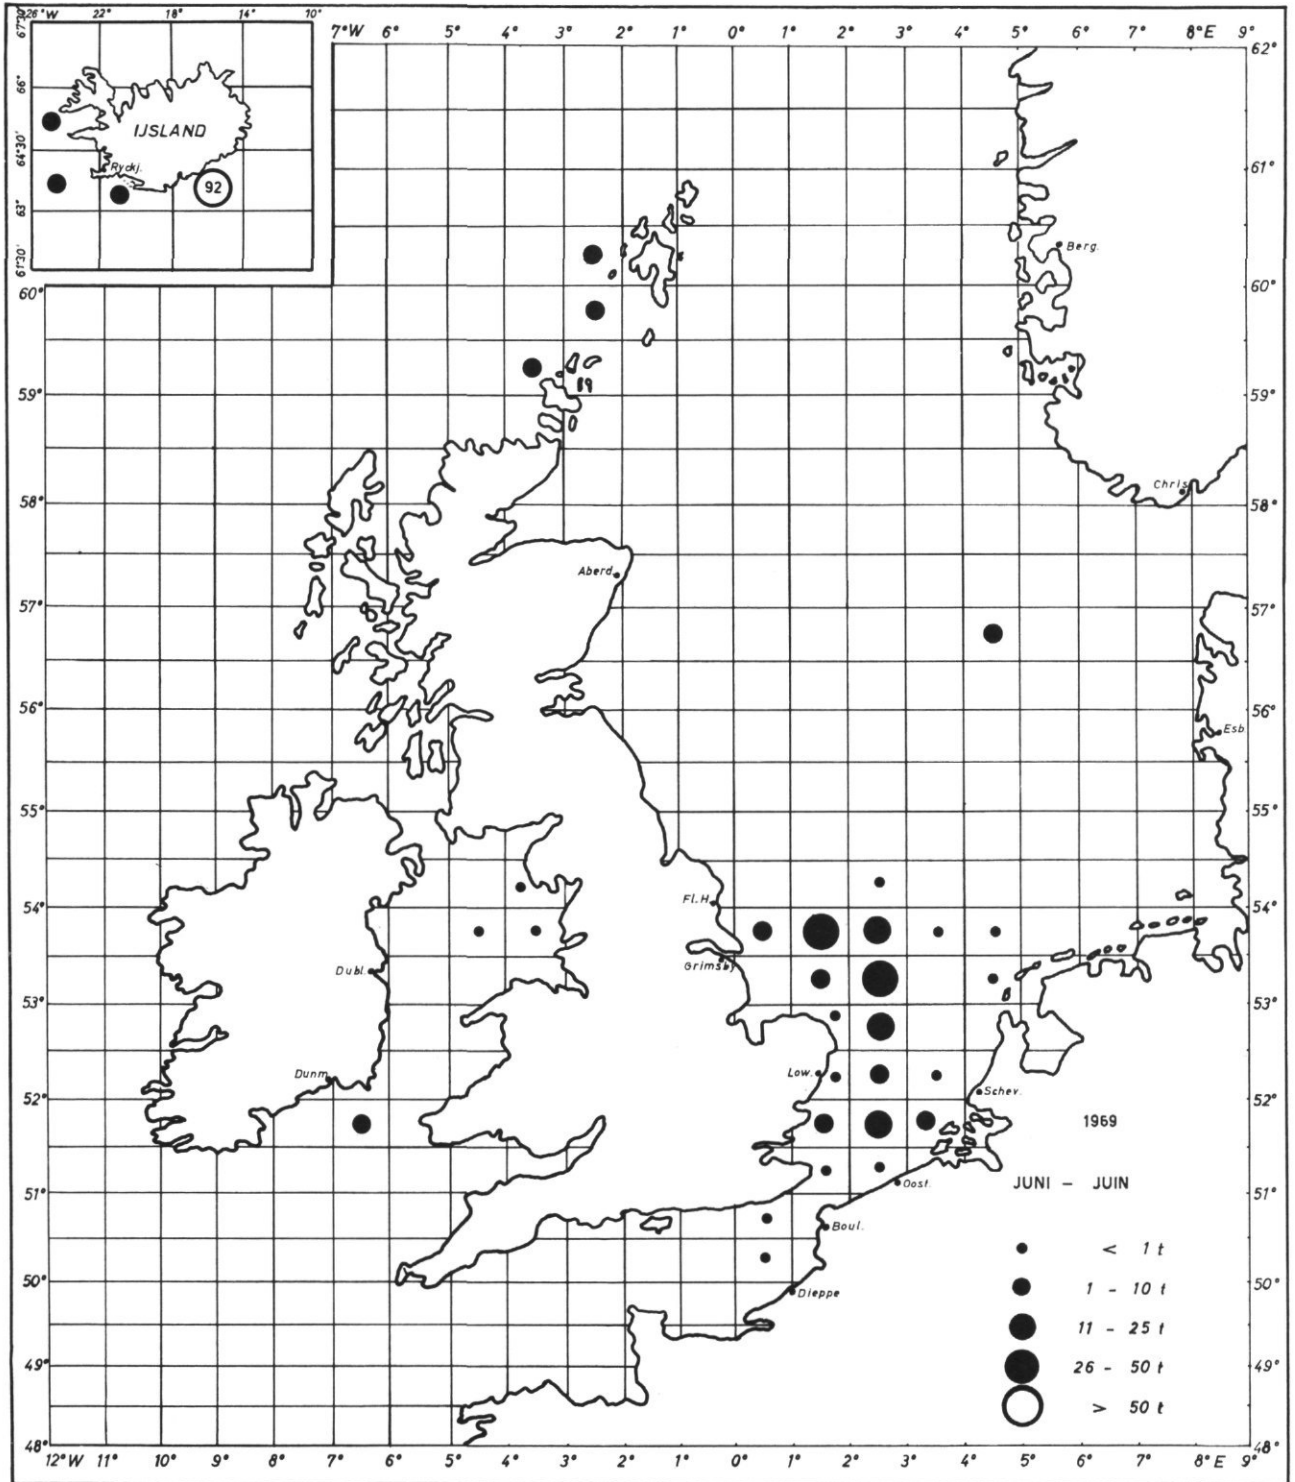 26°W 22° 18° 14° 10°
67°30'
66°
64°30'
63°
61°30'
IJSLAND
Ryckj.
92
7°W 6° 5° 4° 3° 2° 1° 0° 1° 2° 3° 4° 5° 6° 7° 8°E 9°
62°
61°
60° 60°
59° 59°
58° 58°
57° 57°
56° 56°
55° 55°
54° 54°
53° 53°
52° 52°
51° 51°
50° 50°
49° 49°
48° 48°
Berg.
Chris
Aberd.
Esb
Fl.H
Grimsby
Dubl.
Dunm.
Low.
Schev.
Oost.
Boul.
Dieppe
1969
JUNI – JUIN
< 1 t
1 – 10 t
11 – 25 t
26 – 50 t
> 50 t
12°W 11° 10° 9° 8° 7° 6° 5° 4° 3° 2° 1° 0° 1° 2° 3° 4° 5° 6° 7° 8°E 9°